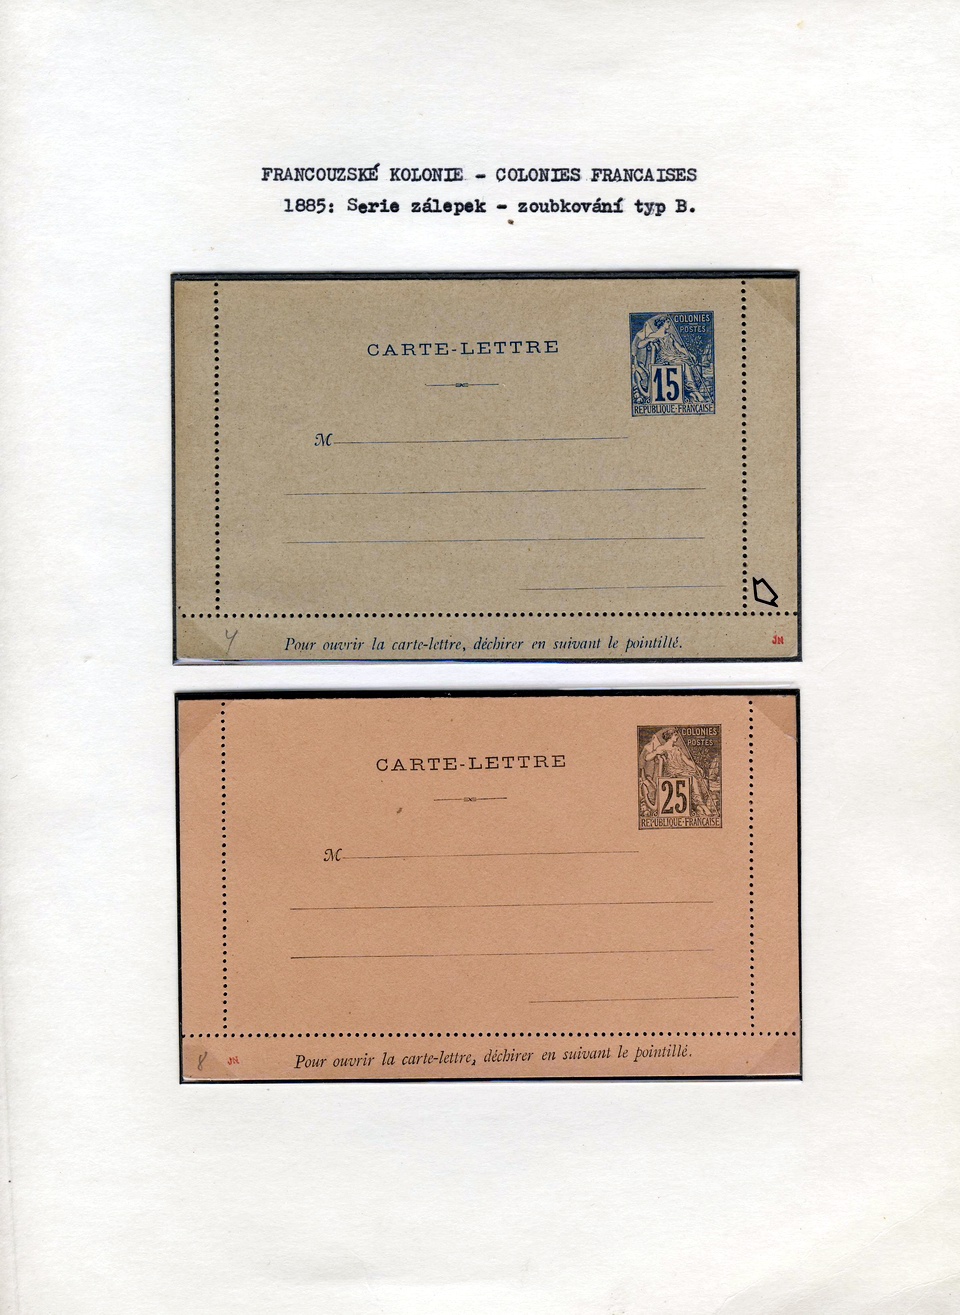 FRANCOUZSKÉ KOLONIE - COLONIES FRANCAISES
1885: Serie zálepek - zoubkování typ B.
COLONIES
POSTES
CARTE-LETTRE
15
REPUBLIQUE-FRANÇAISE
M
Pour ouvrir la carte-lettre, déchirer en suivant le pointillé.
JN
COLONIES
POSTES
CARTE-LETTRE
25
REPUBLIQUE-FRANÇAISE
M
8
JN
Pour ouvrir la carte-lettre, déchirer en suivant le pointillé.